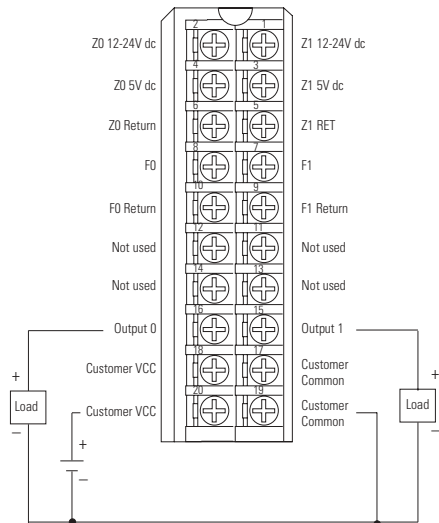 2 1
Z0 12-24V dc Z1 12-24V dc
4 3
Z0 5V dc Z1 5V dc
6 5
Z0 Return Z1 RET
8 7
F0 F1
10 9
F0 Return F1 Return
12 11
Not used Not used
14 13
Not used Not used
16 15
Output 0 Output 1
18 17
Customer VCC Customer
Common
+ +
20 19
Load Customer VCC Customer
Common Load
– + –
–